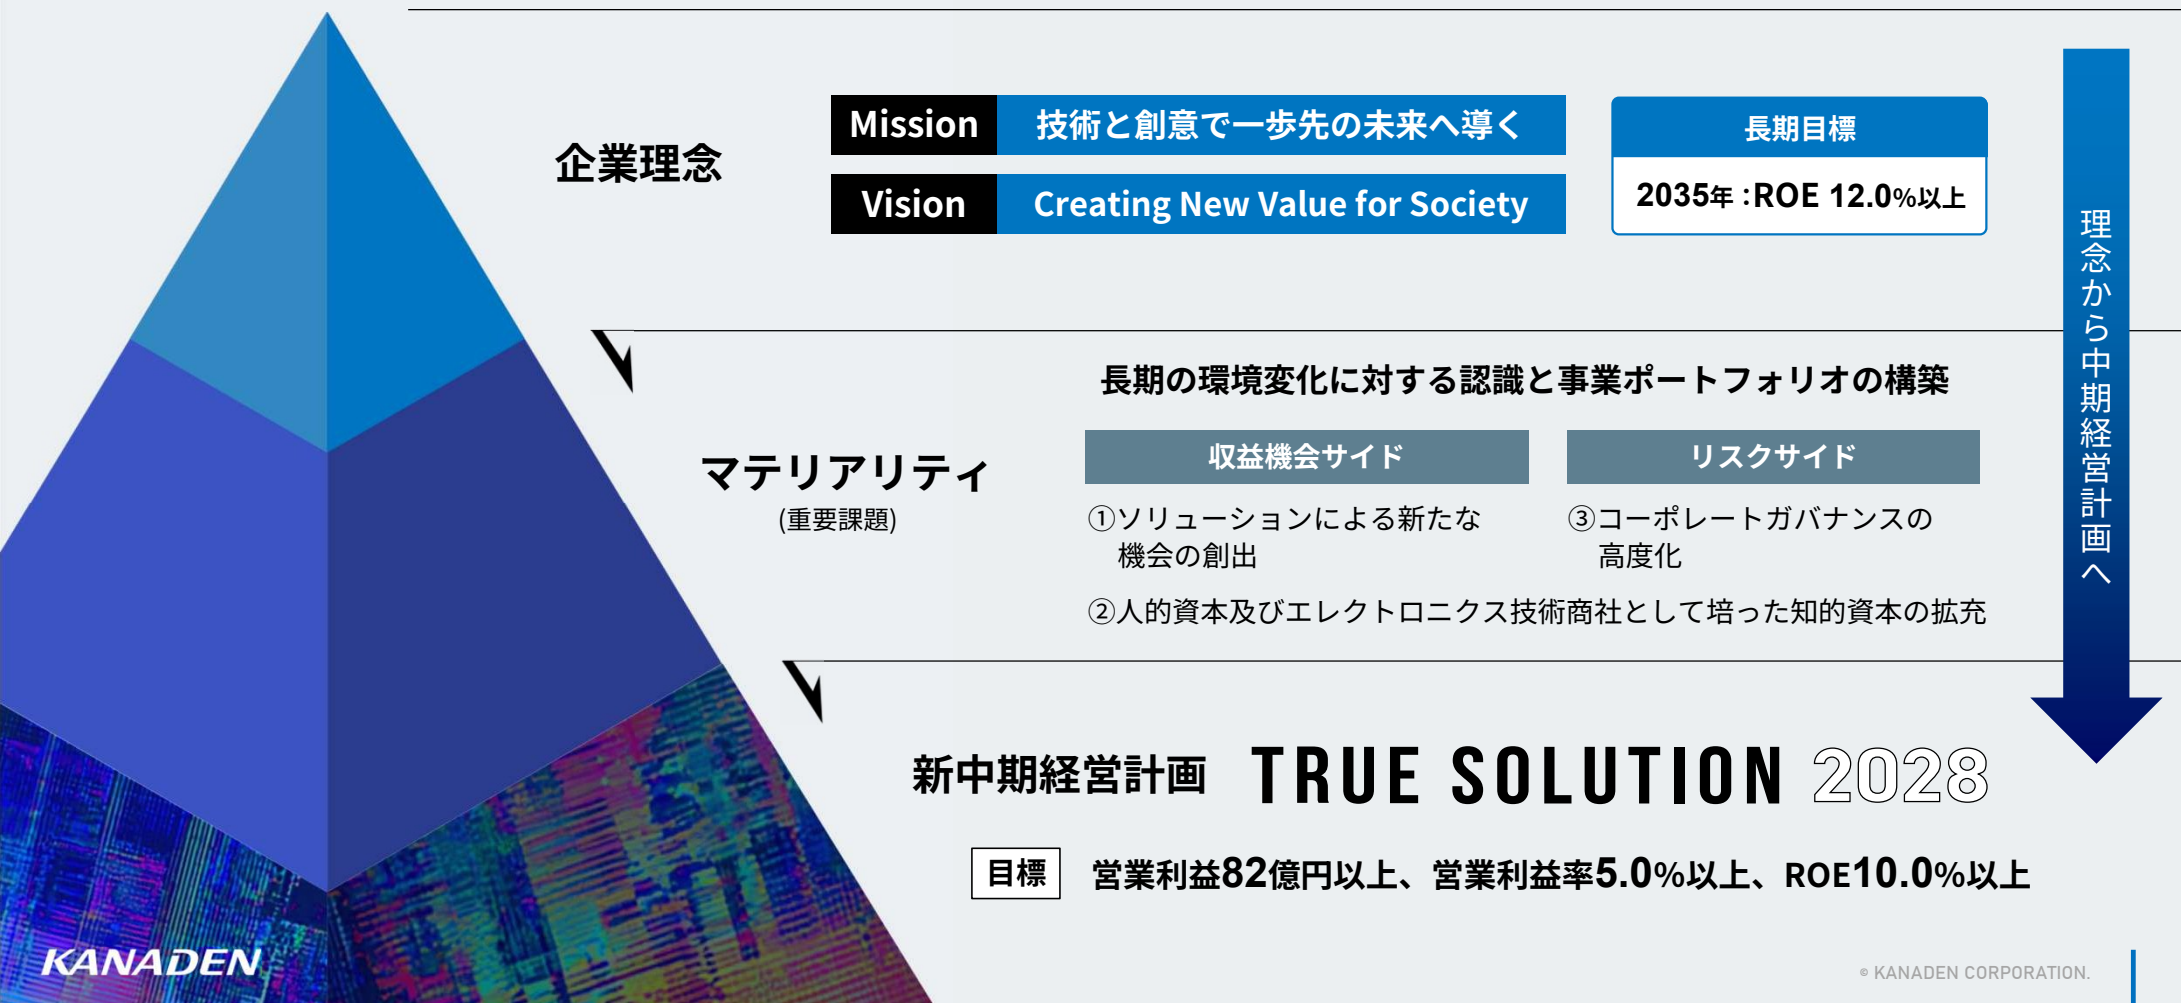 企業理念
Mission 技術と創意で一歩先の未来へ導く
Vision Creating New Value for Society
長期目標
2035年：ROE 12.0％以上
マテリアリティ
(重要課題)
長期の環境変化に対する認識と事業ポートフォリオの構築
収益機会サイド
①ソリューションによる新たな
機会の創出
リスクサイド
③コーポレートガバナンスの
高度化
②人的資本及びエレクトロニクス技術商社として培った知的資本の拡充
新中期経営計画 TRUE SOLUTION 2028
目標 営業利益82億円以上、営業利益率5.0％以上、ROE10.0％以上
理念から中期経営計画へ
KANADEN
© KANADEN CORPORATION.